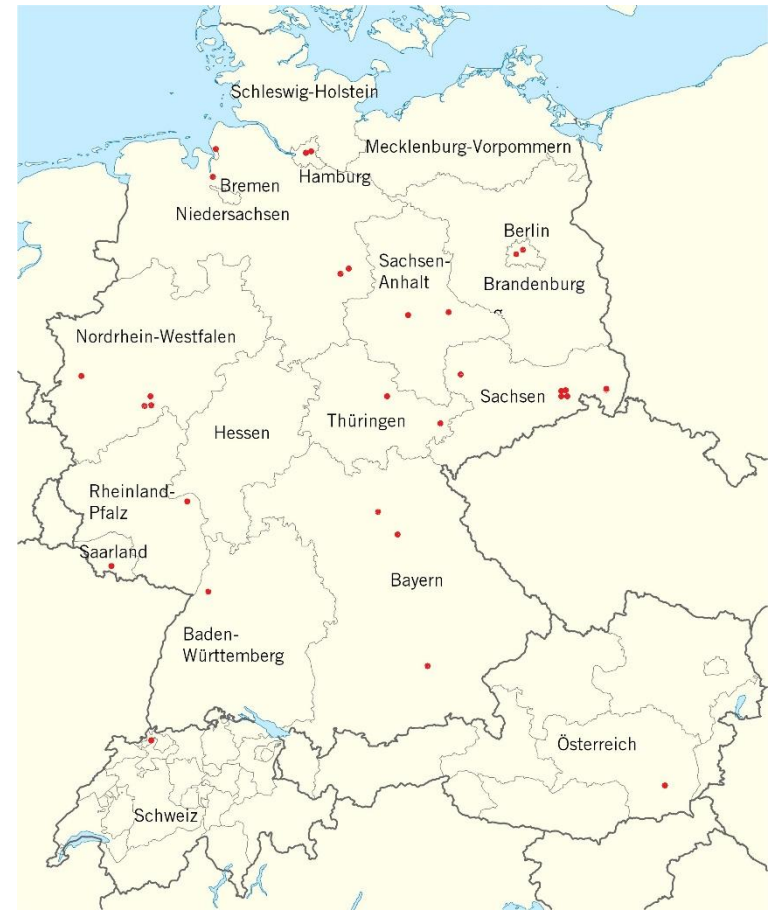 Schleswig-Holstein
Mecklenburg-Vorpommern
Hamburg
Bremen
Niedersachsen
Berlin
Sachsen-
Anhalt
Brandenburg
Nordrhein-Westfalen
Sachsen
Thüringen
Hessen
Rheinland-
Pfalz
Saarland
Bayern
Baden-
Württemberg
Österreich
Schweiz